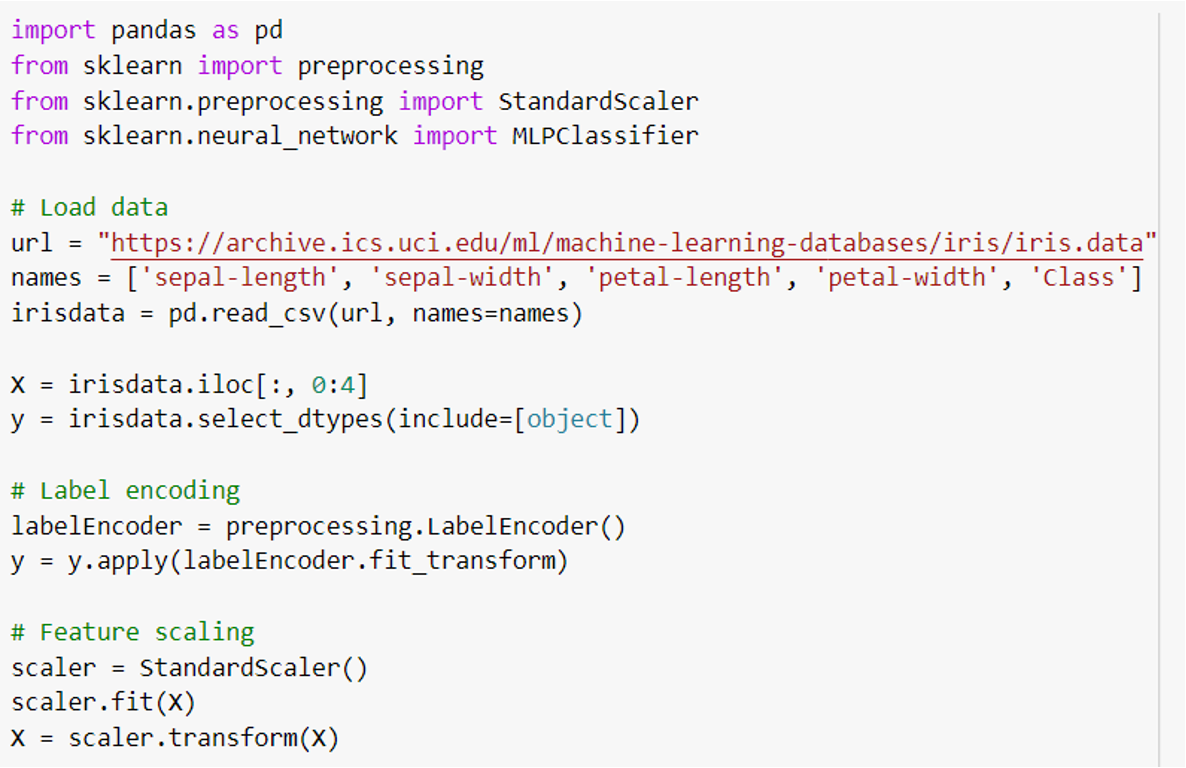 import pandas as pd
from sklearn import preprocessing
from sklearn.preprocessing import StandardScaler
from sklearn.neural_network import MLPClassifier
# Load data
url = "https://archive.ics.uci.edu/ml/machine-learning-databases/iris/iris.data"
names = ['sepal-length', 'sepal-width', 'petal-length', 'petal-width', 'Class']
irisdata = pd.read_csv(url, names=names)
X = irisdata.iloc[:, 0:4]
y = irisdata.select_dtypes(include=[object])
# Label encoding
labelEncoder = preprocessing.LabelEncoder()
y = y.apply(labelEncoder.fit_transform)
# Feature scaling
scaler = StandardScaler()
scaler.fit(X)
X = scaler.transform(X)